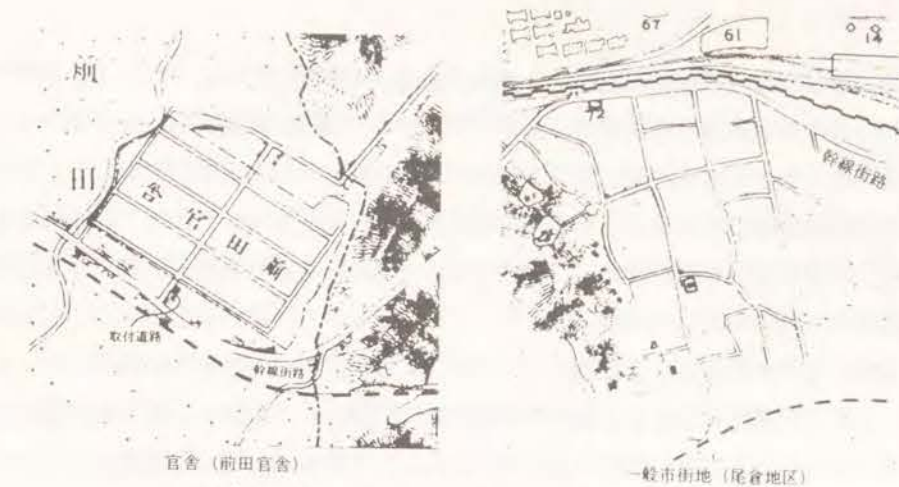 田
舎官田前
取付道路
幹線街路
官舎（前田官舎）
67
61
14
72
幹線街路
一般市街地（尾倉地区）